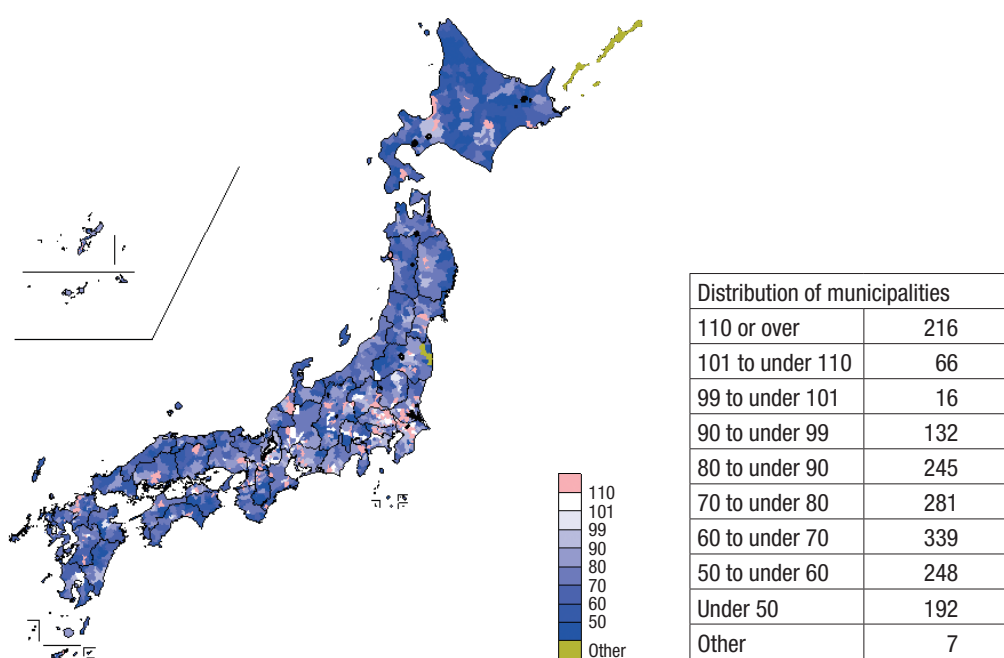 110
101
99
90
80
70
60
50
Other
Distribution of municipalities
110 or over 216
101 to under 110 66
99 to under 101 16
90 to under 99 132
80 to under 90 245
70 to under 80 281
60 to under 70 339
50 to under 60 248
Under 50 192
Other 7